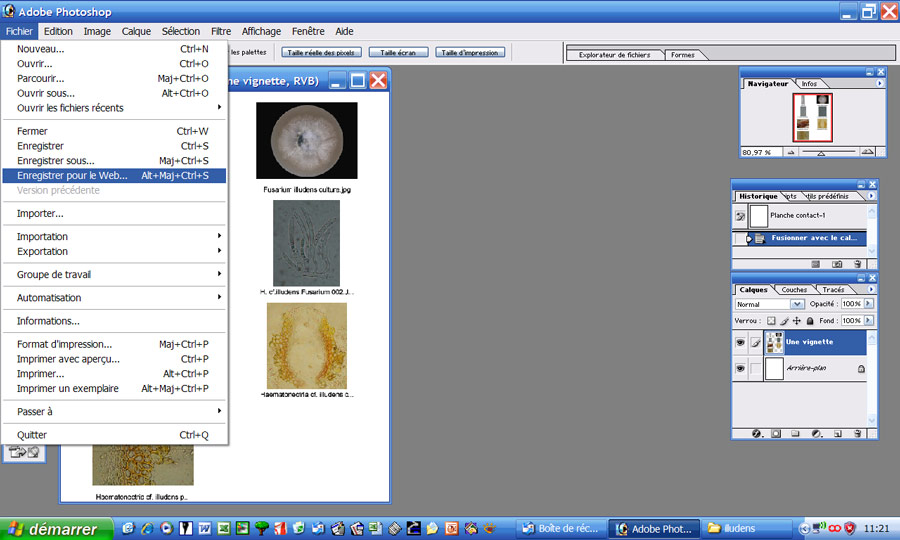 Adobe Photoshop
Fichier Edition Image Calque Sélection Filtre Affichage Fenêtre Aide
les palettes Taille réelle des pixels Taille écran Taille d'impression Explorateur de fichiers Formes
Nouveau... Ctrl+N
Ouvrir... Ctrl+O
Parcourir... Maj+Ctrl+O
Ouvrir sous... Alt+Ctrl+O
Ouvrir les fichiers récents
Fermer Ctrl+W
Enregistrer Ctrl+S
Enregistrer sous... Maj+Ctrl+S
Enregistrer pour le Web... Alt+Maj+Ctrl+S
Version précédente
Importer...
Importation
Exportation
Groupe de travail
Automatisation
Informations...
Format d'impression... Maj+Ctrl+P
Imprimer avec aperçu... Ctrl+P
Imprimer... Alt+Ctrl+P
Imprimer un exemplaire Alt+Maj+Ctrl+P
Passer à
Quitter Ctrl+Q
ne vignette, RVB)
Fusarium illudens culture.jpg
H. cf.illudens Fusarium 002.J...
Haematonectria cf. illudens c...
Haematonectria cf. illudens p...
Navigateur Infos
80,97 %
Historique ipts tils prédéfinis
Planche contact-1
Fusionner avec le cal...
Calques Couches Tracés
Normal Opacité : 100%
Verrou : Fond : 100%
Une vignette
Arrière-plan
démarrer Boîte de réc... Adobe Phot... illudens 11:21